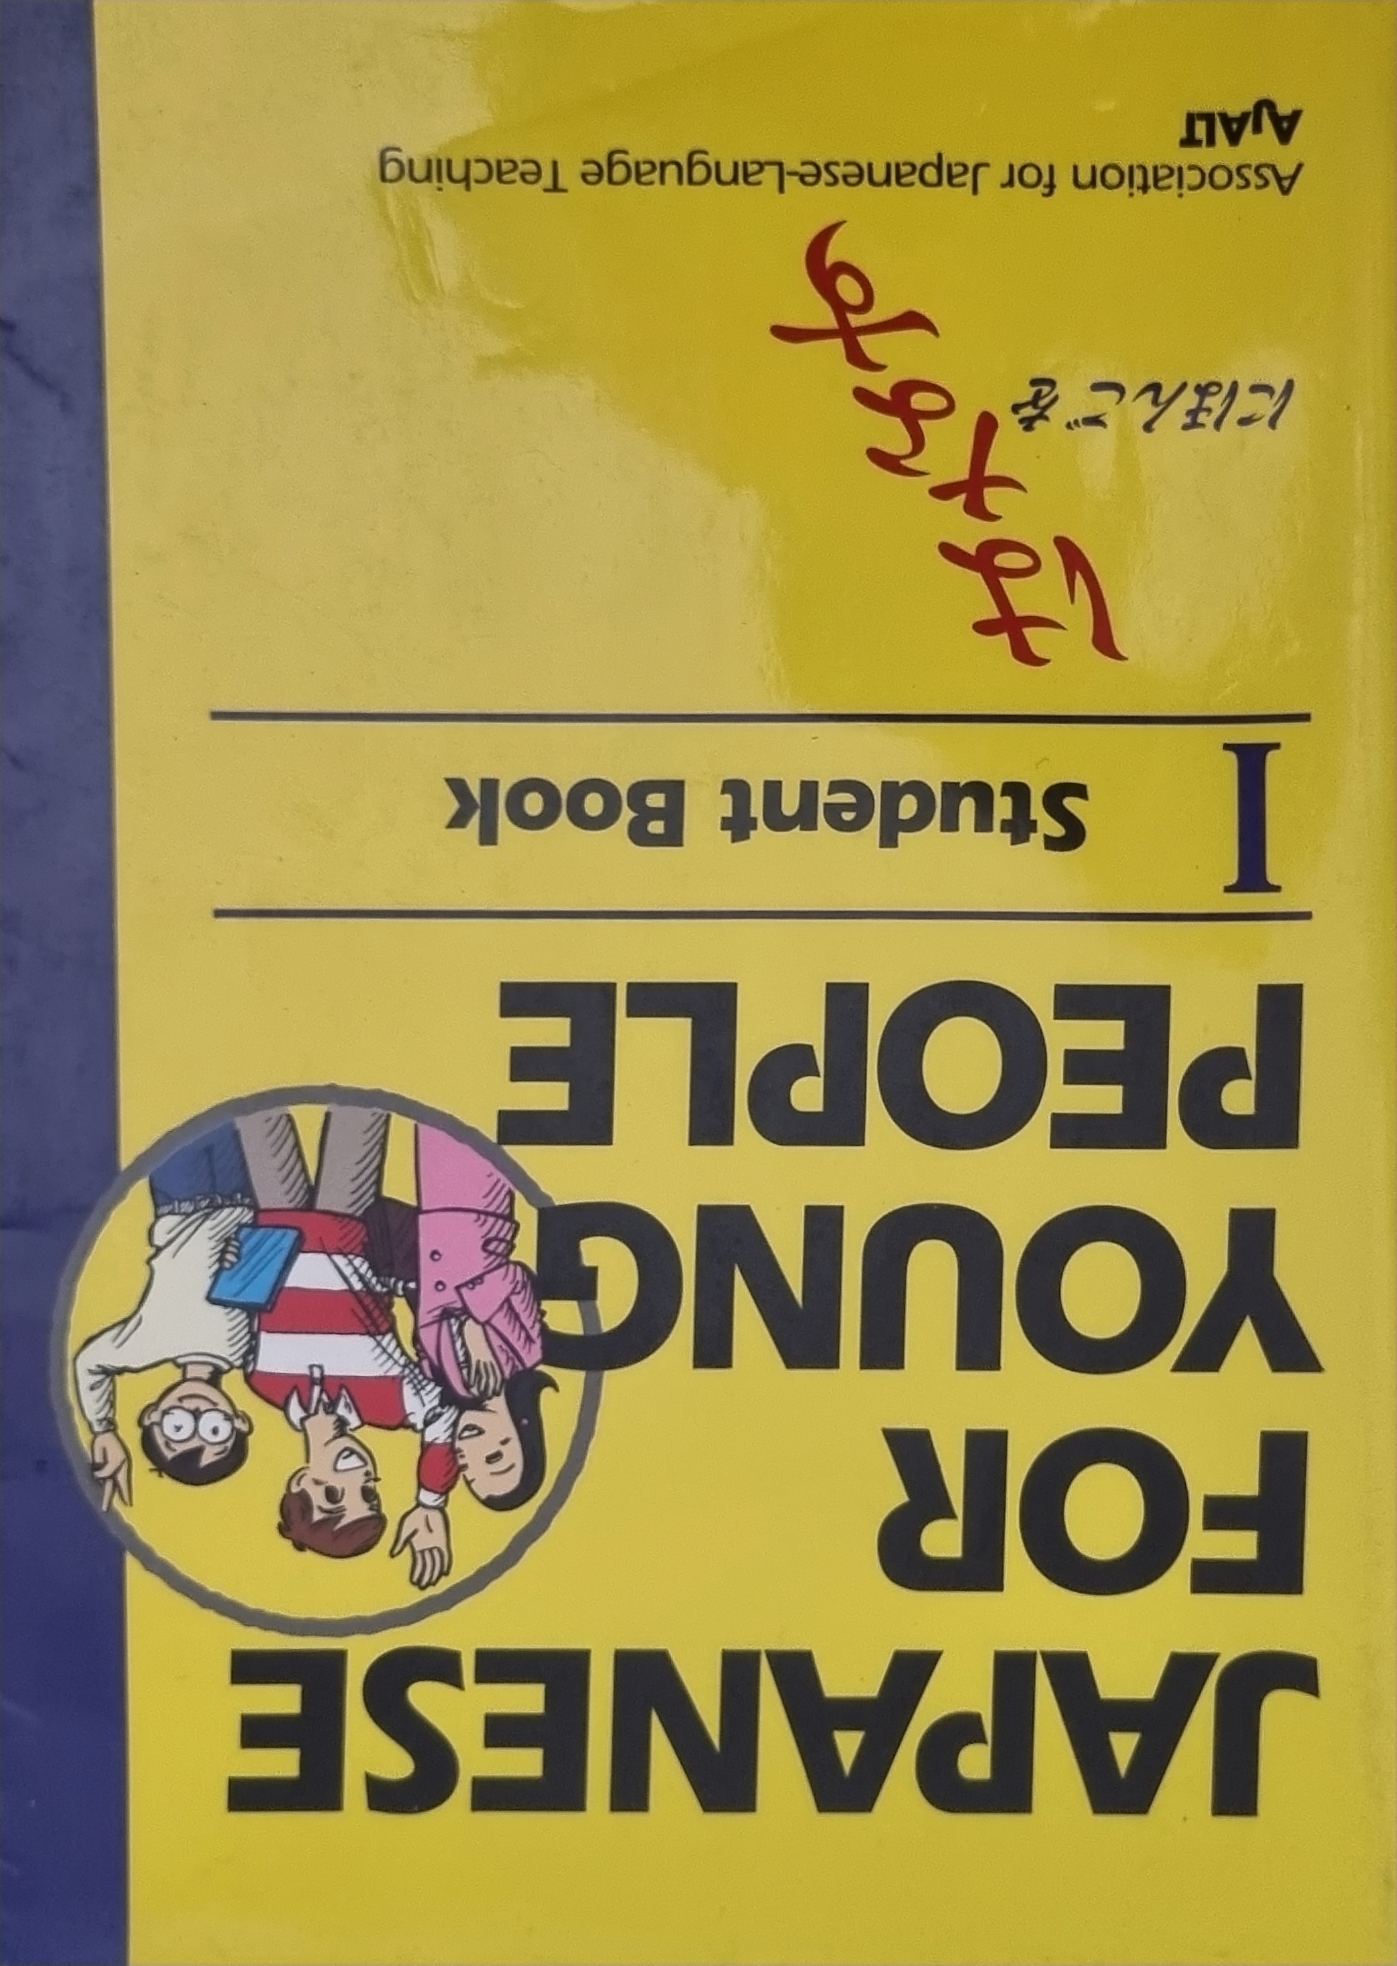 JAPANESE
FOR
YOUNG
PEOPLE
I Student Book
にほんごを
はなそう
Association for Japanese-Language Teaching
AJALT